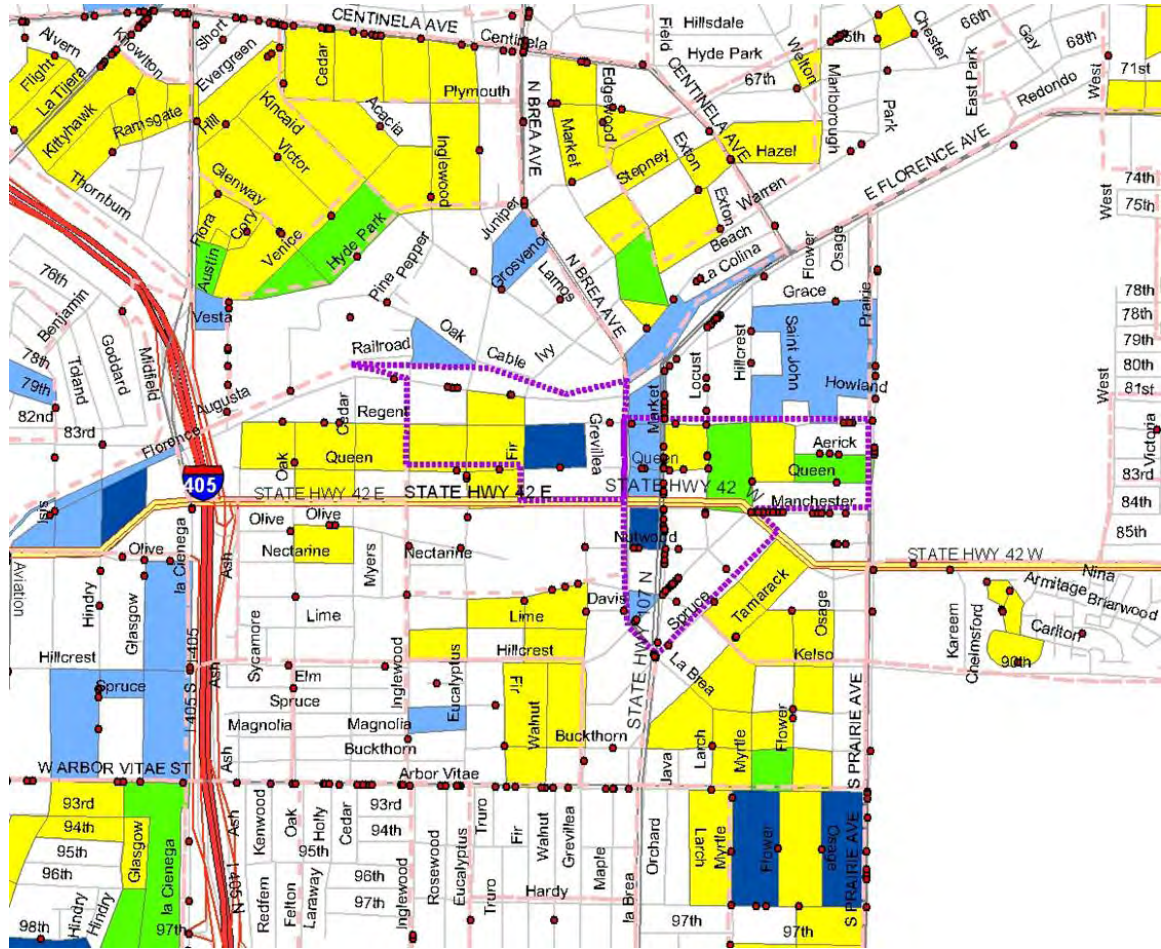 CENTINELA AVE
Hillsdale
Chester
66th
Alvern
Knowlton
Short
Cedar
Centinela
Field
Hyde Park
Welton
Gay
68th
Flight
La Tijera
Evergreen
Edgewood
CENTINELA AVE
67th
Marlborough
East Park
West
71st
Plymouth
Redondo
Kittyhawk
Ramsgate
Hill
Kincaid
Acacia
N BREA AVE
Market
Park
Victor
Inglewood
Exton
Hazel
E FLORENCE AVE
Stepney
Thornburn
Glenway
Warren
74th
Flora
Cory
Exton
West
75th
Venice
Hyde Park
Juniper
Beach
Austin
Pepper
Grosvenor
N BREA AVE
La Colina
Flower
Osage
76th
Pine
Lamos
Grace
Prairie
78th
Benjamin
Vesta
78th
Oak
Saint John
79th
78th
Toland
Goddard
Midfield
Railroad
Cable
Ivy
Locust
Hillcrest
80th
79th
Augusta
Howland
West
81st
82nd
Cedar
Regent
Market
82nd
83rd
Florence
Grevillea
Aerick
Victoria
Oak
Queen
Fir
Queen
Queen
83rd
405
STATE HWY 42 E
STATE HWY 42 E
STATE HWY 42 W
Manchester
84th
Isis
Olive
Olive
Nutwood
85th
Olive
la Cienega
Ash
Nectarine
Myers
Nectarine
STATE HWY 42 W
Nina
Aviation
Hindry
Glasgow
Davis
107 N
Tamarack
Armitage
Briarwood
Lime
Lime
Spruce
Osage
Kareem
Chelmsford
Carlton
Hillcrest
I 405 S
Ash
Sycamore
Inglewood
Hillcrest
STATE HWY
Kelso
90th
Elm
Eucalyptus
La Brea
Spruce
Spruce
Fir
Magnolia
Magnolia
Walnut
Flower
S PRAIRIE AVE
Buckthorn
Buckthorn
Larch
Myrtle
W ARBOR VITAE ST
Ash
Arbor Vitae
Java
93rd
Kenwood
Oak
Holly
Cedar
93rd
Truro
Orchard
94th
Glasgow
Ash
94th
Rosewood
Eucalyptus
Fir
Walnut
Grevillea
Maple
Larch
Myrtle
Flower
Osage
S PRAIRIE AVE
95th
95th
96th
la Cienega
I 405 N
Redfern
Felton
Laraway
96th
Inglewood
Truro
Hardy
la Brea
Hindry
Hindry
97th
97th
98th
97th
97th